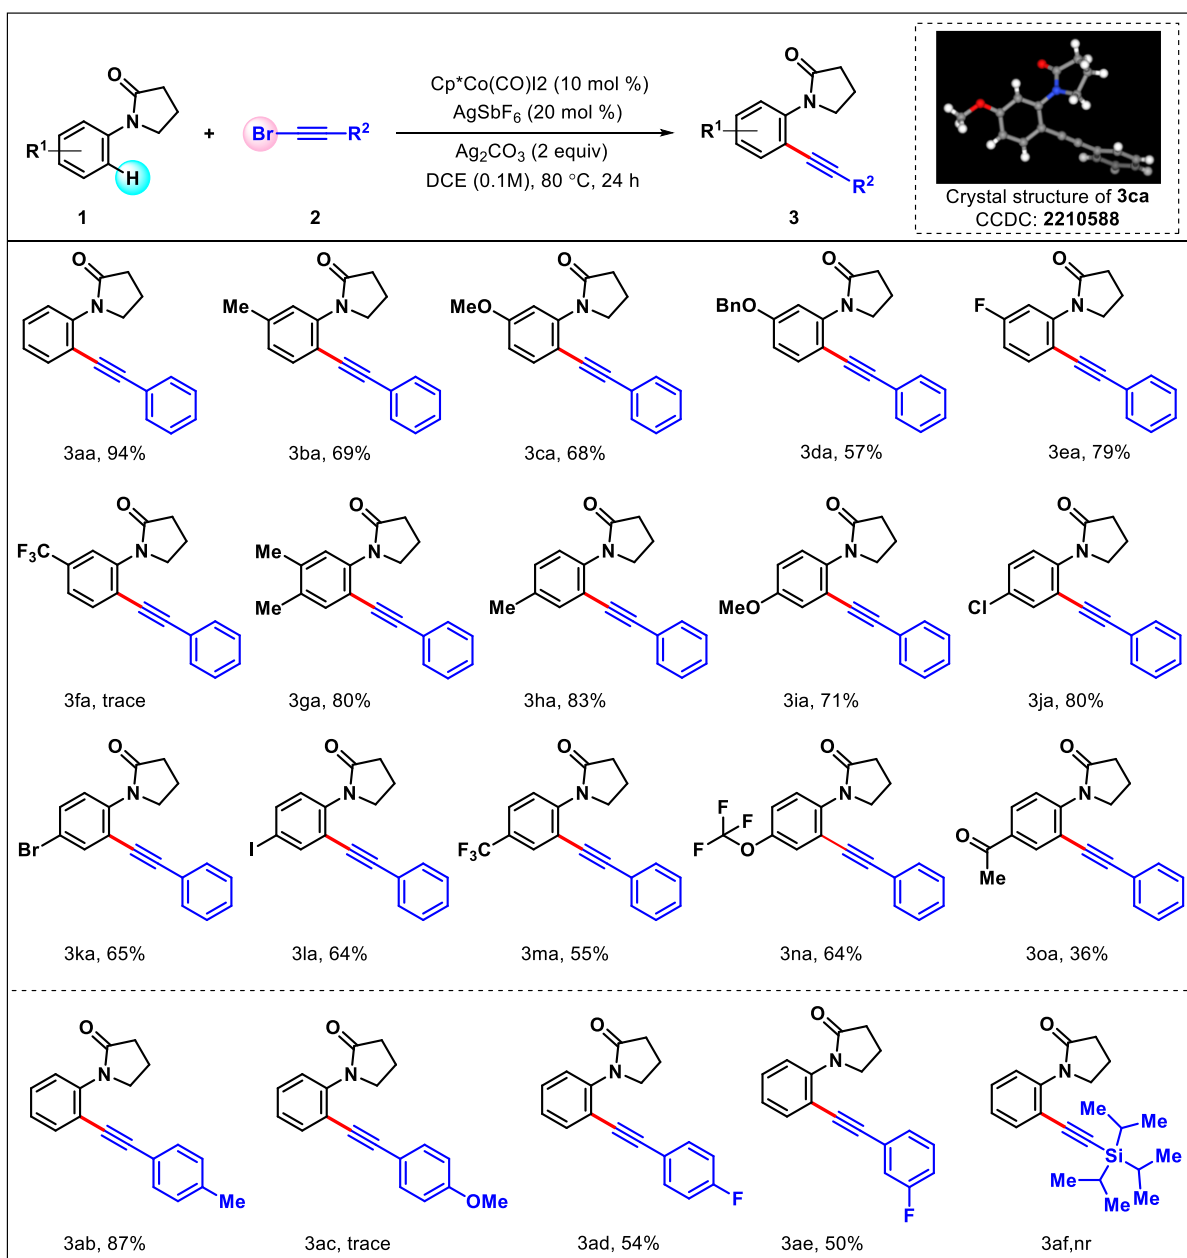 O
N
R¹
H
1
+
Br
R²
2
Cp*Co(CO)I2 (10 mol %)
AgSbF₆ (20 mol %)
Ag₂CO₃ (2 equiv)
DCE (0.1M), 80 °C, 24 h
O
N
R¹
R²
3
Crystal structure of 3ca
CCDC: 2210588
O
N
3aa, 94%
O
Me
N
3ba, 69%
O
MeO
N
3ca, 68%
O
BnO
N
3da, 57%
O
F
N
3ea, 79%
O
F₃C
N
3fa, trace
O
Me
N
Me
3ga, 80%
O
N
Me
3ha, 83%
O
N
MeO
3ia, 71%
O
N
Cl
3ja, 80%
O
N
Br
3ka, 65%
O
N
I
3la, 64%
O
N
F₃C
3ma, 55%
O
N
F
F
F
O
3na, 64%
O
N
O
Me
3oa, 36%
O
N
Me
3ab, 87%
O
N
OMe
3ac, trace
O
N
F
3ad, 54%
O
N
F
3ae, 50%
O
N
Me
Me
Si
Me
Me
Me
Me
3af,nr